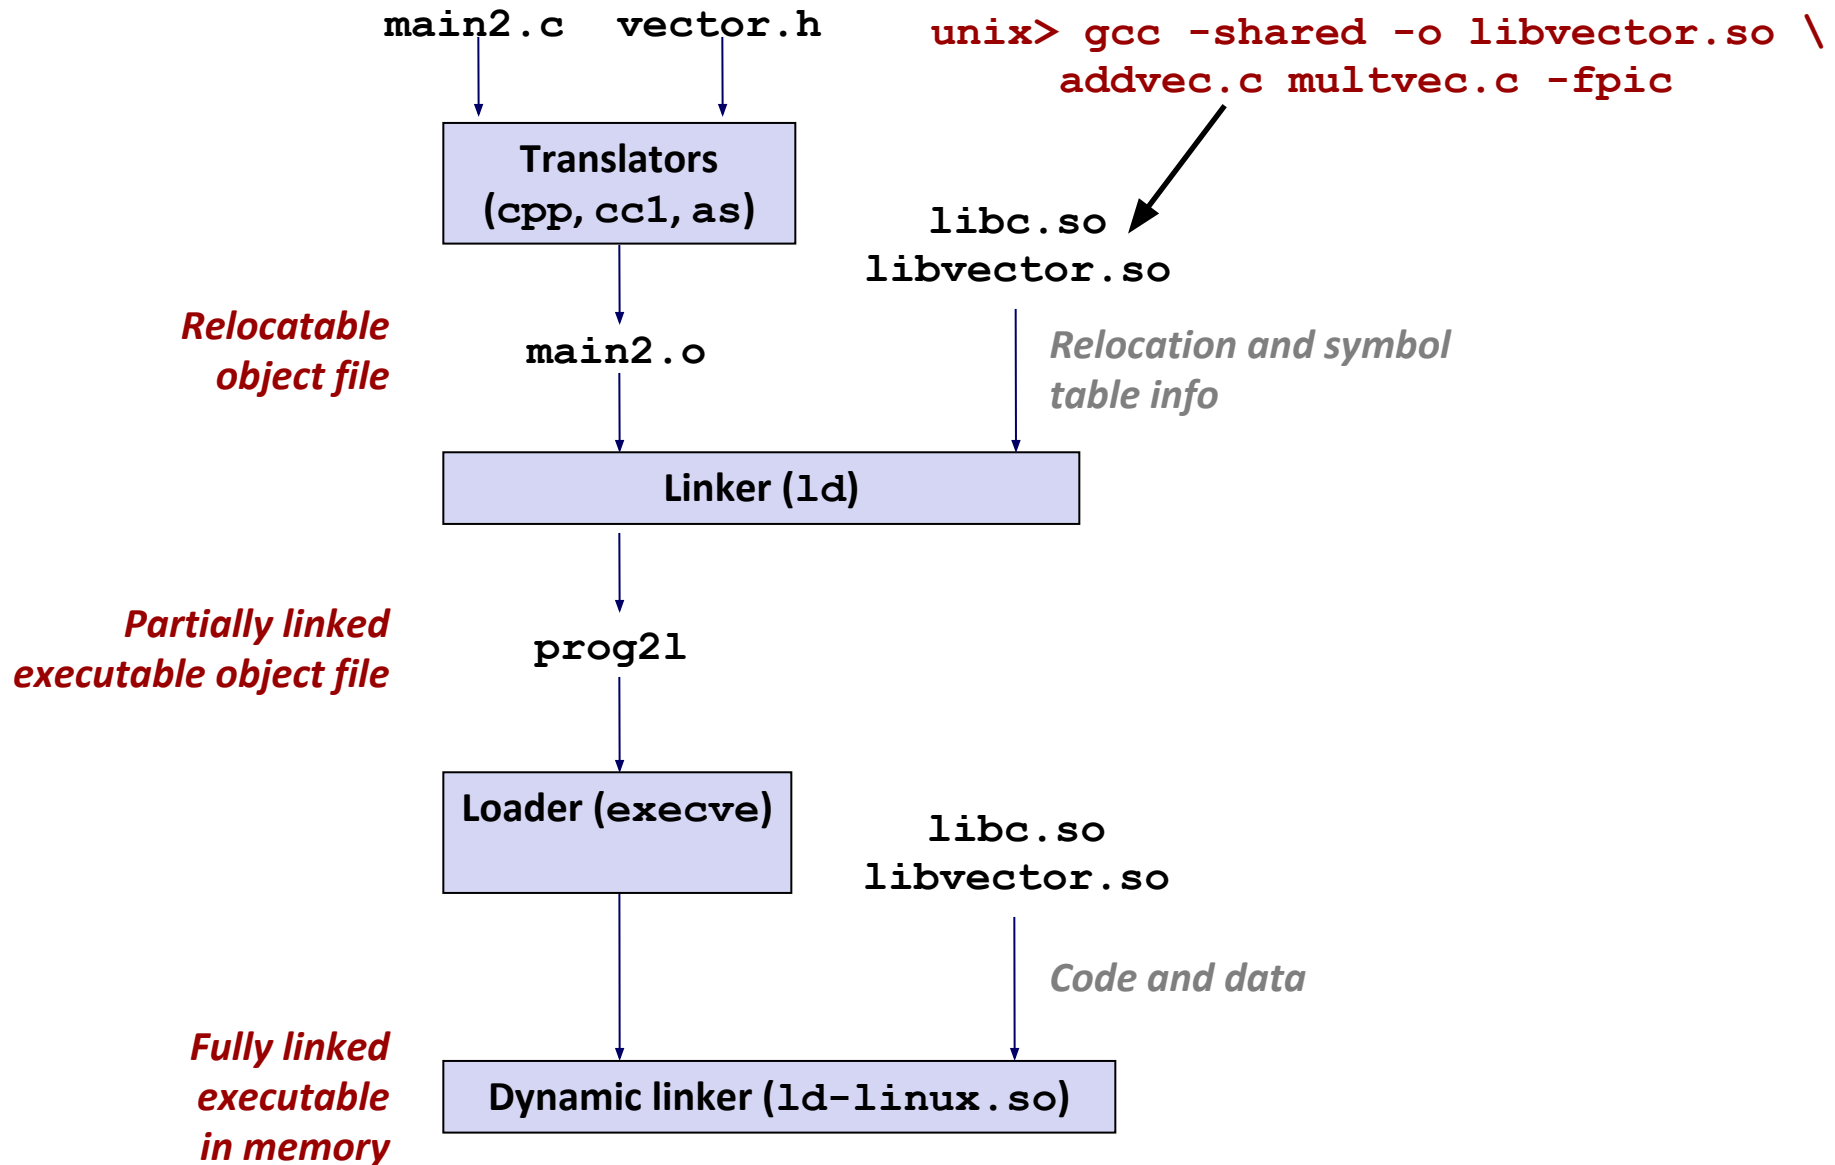 main2.c vector.h
unix> gcc -shared -o libvector.so \
addvec.c multvec.c -fpic
Translators
(cpp, cc1, as)
libc.so
libvector.so
Relocatable
object file
main2.o
Relocation and symbol
table info
Linker (ld)
Partially linked
executable object file
prog2l
Loader (execve)
libc.so
libvector.so
Code and data
Fully linked
executable
in memory
Dynamic linker (ld-linux.so)